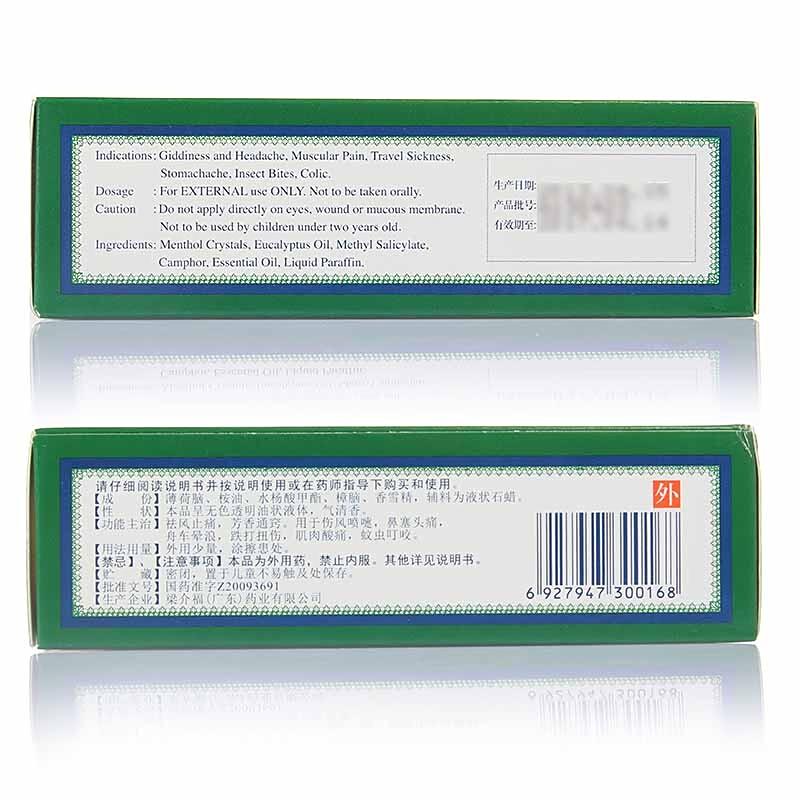 Indications: Giddiness and Headache, Muscular Pain, Travel Sickness,
Stomachache, Insect Bites, Colic.
Dosage : For EXTERNAL use ONLY. Not to be taken orally.
Caution : Do not apply directly on eyes, wound or mucous membrane.
Not to be used by children under two years old.
Ingredients: Menthol Crystals, Eucalyptus Oil, Methyl Salicylate,
Camphor, Essential Oil, Liquid Paraffin.
生产日期:
产品批号:
有效期至:
请仔细阅读说明书并按说明使用或在药师指导下购买和使用。
【成 份】薄荷脑、桉油、水杨酸甲酯、樟脑、香雪精,辅料为液状石蜡。
【性 状】本品呈无色透明油状液体,气清香。
【功能主治】祛风止痛,芳香通窍。用于伤风喷嚏,鼻塞头痛,
舟车晕浪,跌打扭伤,肌肉酸痛,蚊虫叮咬。
【用法用量】外用少量,涂擦患处。
【禁忌】、【注意事项】本品为外用药,禁止内服。其他详见说明书。
【贮 藏】密闭,置于儿童不易触及处保存。
【批准文号】国药准字Z20093691
【生产企业】梁介福(广东)药业有限公司
外
6 927947 300168